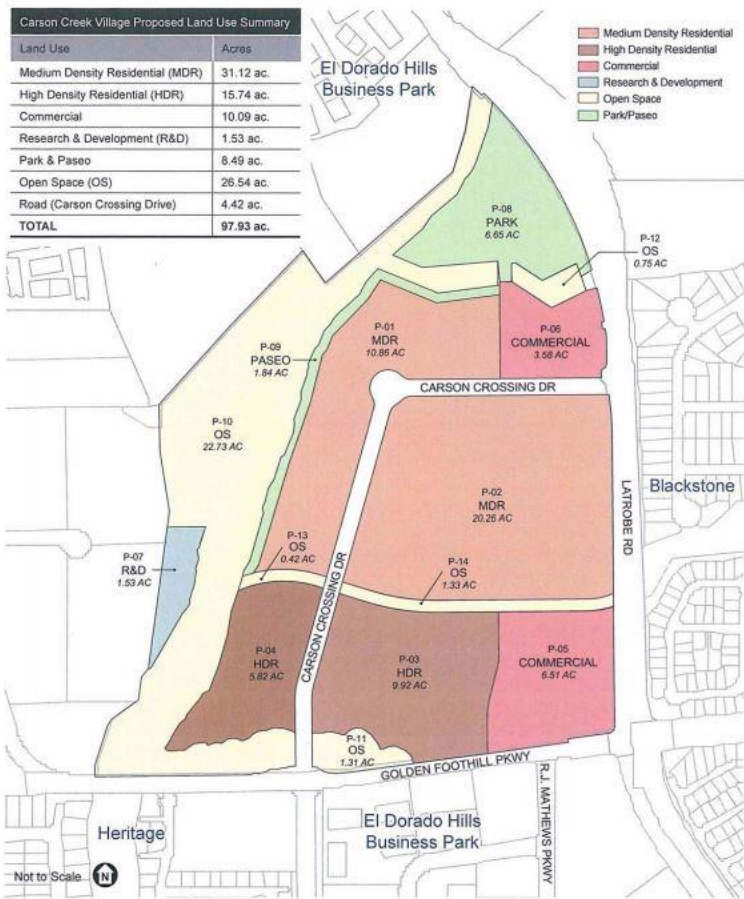 Carson Creek Village Proposed Land Use Summary
Land Use Acres
Medium Density Residential (MDR) 31.12 ac.
High Density Residential (HDR) 15.74 ac.
Commercial 10.09 ac.
Research & Development (R&D) 1.53 ac.
Park & Paseo 8.49 ac.
Open Space (OS) 26.54 ac.
Road (Carson Crossing Drive) 4.42 ac.
TOTAL 97.93 ac.
Medium Density Residential
High Density Residential
Commercial
Research & Development
Open Space
Park/Paseo
El Dorado Hills
Business Park
P-08
PARK
6.65 AC
P-12
OS
0.75 AC
P-01
MDR
10.86 AC
P-06
COMMERCIAL
3.58 AC
P-09
PASEO
1.84 AC
CARSON CROSSING DR
P-10
OS
22.73 AC
P-02
MDR
20.26 AC
LATROBE RD
Blackstone
P-13
OS
0.42 AC
P-07
R&D
1.53 AC
P-14
OS
1.33 AC
CARSON CROSSING DR
P-04
HDR
5.82 AC
P-03
HDR
9.92 AC
P-05
COMMERCIAL
6.51 AC
P-11
OS
1.31 AC
GOLDEN FOOTHILL PKWY
R.J. MATHEWS PKWY
Heritage
El Dorado Hills
Business Park
Not to Scale
N